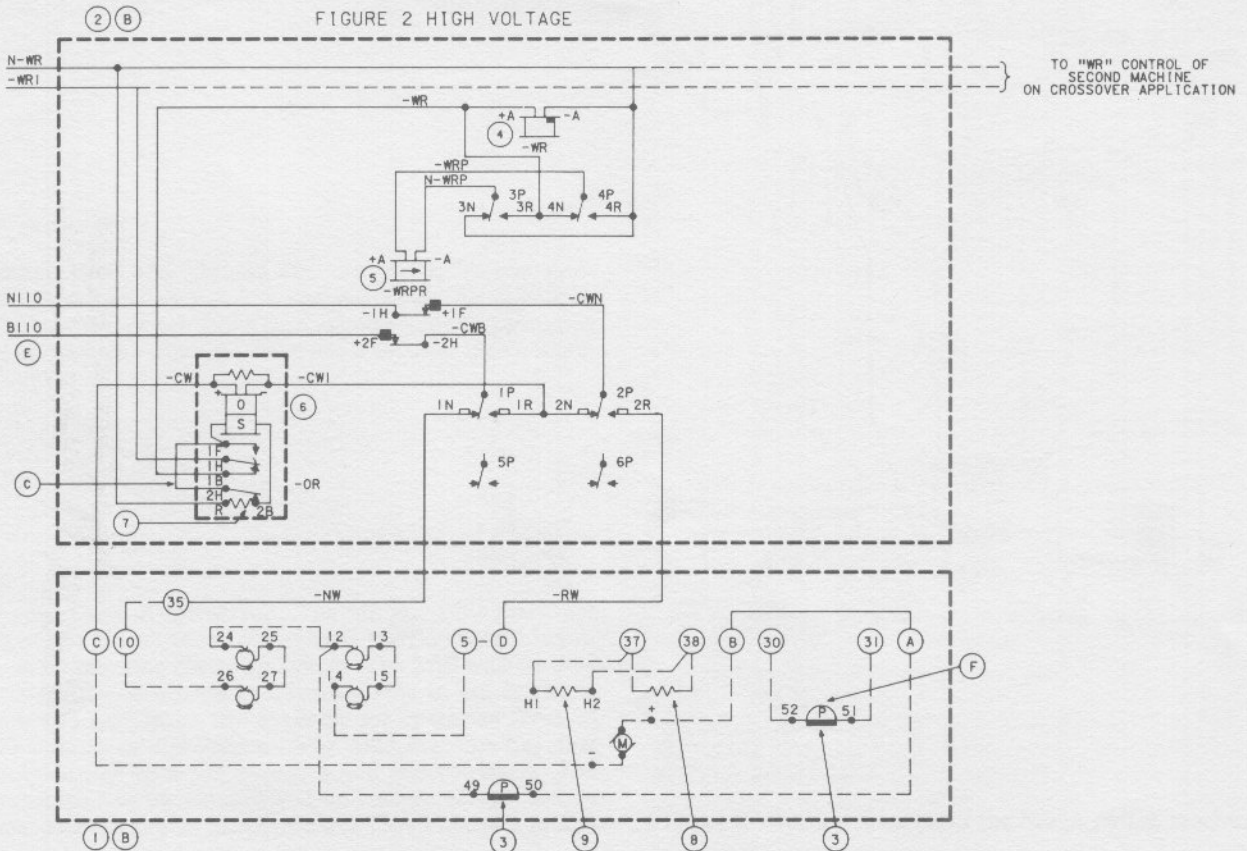 2 B FIGURE 2 HIGH VOLTAGE
N-WR
-WR1
TO "WR" CONTROL OF
SECOND MACHINE
ON CROSSOVER APPLICATION
-WR
+A -A
4
-WR
-WRP
N-WRP
3P 4P
3N 3R 4N 4R
+A -A
5
-WRPR
N110 -CWN
-1H +1F
B110 -CWB
+2F -2H
E
-CW -CW1
+ -
6
1P 2P
O
1N 1R 2N 2R
S
1F
1H
5P 6P
C
1B
-OR
2H
R 2B
7
35 -NW -RW
C 10 24 25 12 13 5 - D 37 38 B 30 31 A
26 27 14 15
F
H1 H2
+
52 P 51
M
-
49 P 50
1 B 3 9 8 3